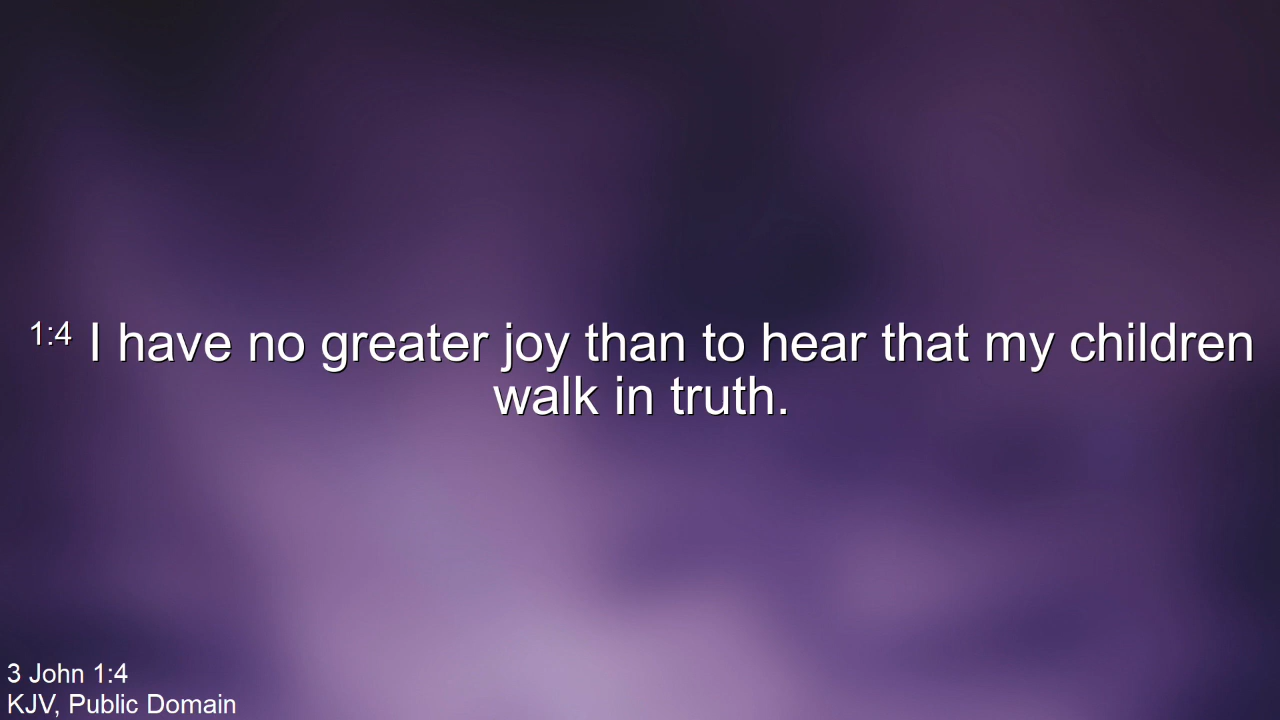 1:4 I have no greater joy than to hear that my children
walk in truth.
3 John 1:4
KJV, Public Domain